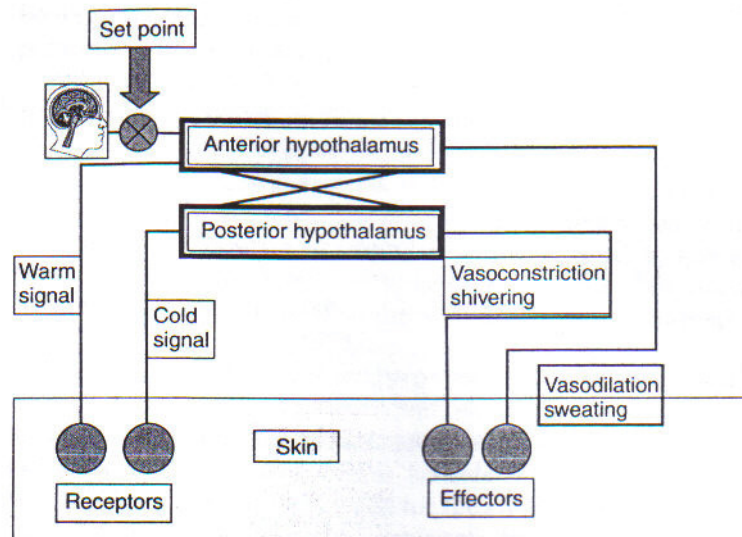 Set point
Anterior hypothalamus
Posterior hypothalamus
Warm
signal
Vasoconstriction
shivering
Cold
signal
Vasodilation
sweating
Skin
Receptors
Effectors